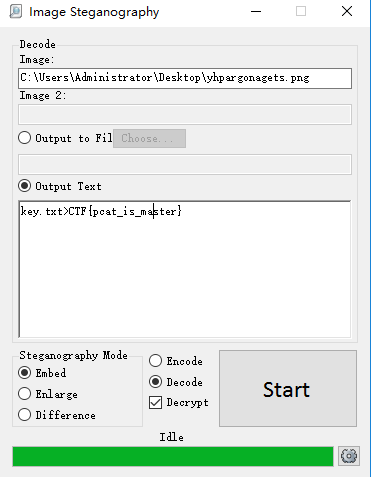 Image Steganography
Decode
Image:
C:\Users\Administrator\Desktop\yhpargonagets.png
Image 2:
Output to Fil Choose...
Output Text
key.txt>CTF{pcat_is_master}
Steganography Mode
Embed
Enlarge
Difference
Encode
Decode
Decrypt
Start
Idle